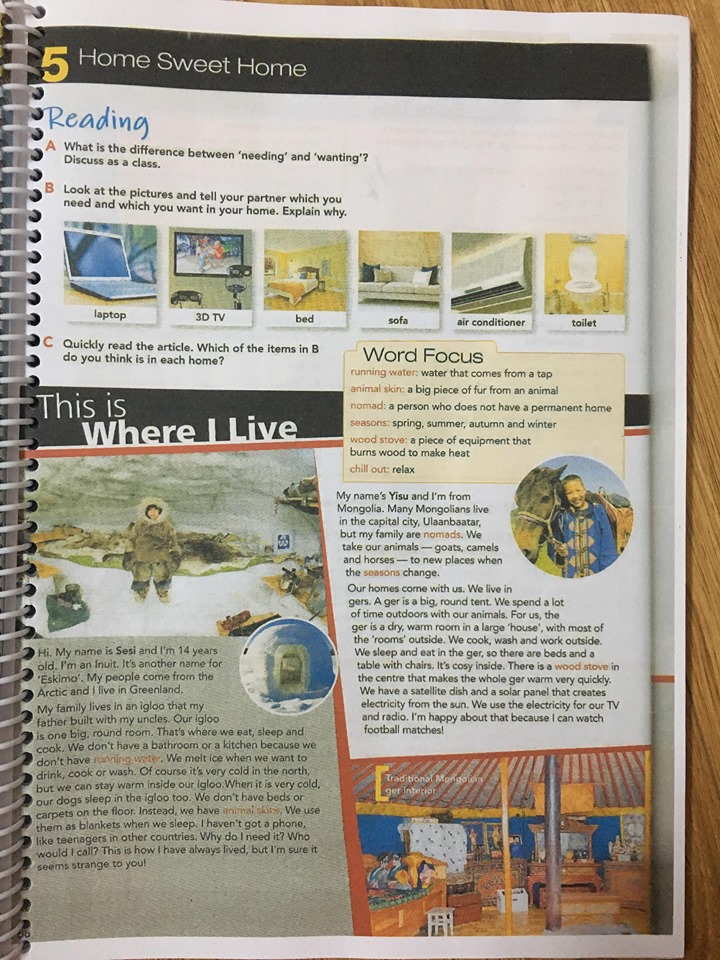 5 Home Sweet Home
Reading
A What is the difference between 'needing' and 'wanting'?
Discuss as a class.
B Look at the pictures and tell your partner which you
need and which you want in your home. Explain why.
laptop
3D TV
bed
sofa
air conditioner
toilet
C Quickly read the article. Which of the items in B
do you think is in each home?
Word Focus
running water: water that comes from a tap
animal skin: a big piece of fur from an animal
nomad: a person who does not have a permanent home
seasons: spring, summer, autumn and winter
wood stove: a piece of equipment that
burns wood to make heat
chill out: relax
This is
Where I Live
Hi. My name is Sesi and I'm 14 years
old. I'm an Inuit. It's another name for
'Eskimo'. My people come from the
Arctic and I live in Greenland.
My family lives in an igloo that my
father built with my uncles. Our igloo
is one big, round room. That's where we eat, sleep and
cook. We don't have a bathroom or a kitchen because we
don't have running water. We melt ice when we want to
drink, cook or wash. Of course it's very cold in the north,
but we can stay warm inside our igloo.When it is very cold,
our dogs sleep in the igloo too. We don't have beds or
carpets on the floor. Instead, we have animal skins. We use
them as blankets when we sleep. I haven't got a phone,
like teenagers in other countries. Why do I need it? Who
would I call? This is how I have always lived, but I'm sure it
seems strange to you!
My name's Yisu and I'm from
Mongolia. Many Mongolians live
in the capital city, Ulaanbaatar,
but my family are nomads. We
take our animals — goats, camels
and horses — to new places when
the seasons change.
Our homes come with us. We live in
gers. A ger is a big, round tent. We spend a lot
of time outdoors with our animals. For us, the
ger is a dry, warm room in a large 'house', with most of
the 'rooms' outside. We cook, wash and work outside.
We sleep and eat in the ger, so there are beds and a
table with chairs. It's cosy inside. There is a wood stove in
the centre that makes the whole ger warm very quickly.
We have a satellite dish and a solar panel that creates
electricity from the sun. We use the electricity for our TV
and radio. I'm happy about that because I can watch
football matches!
Traditional Mongolian
ger interior